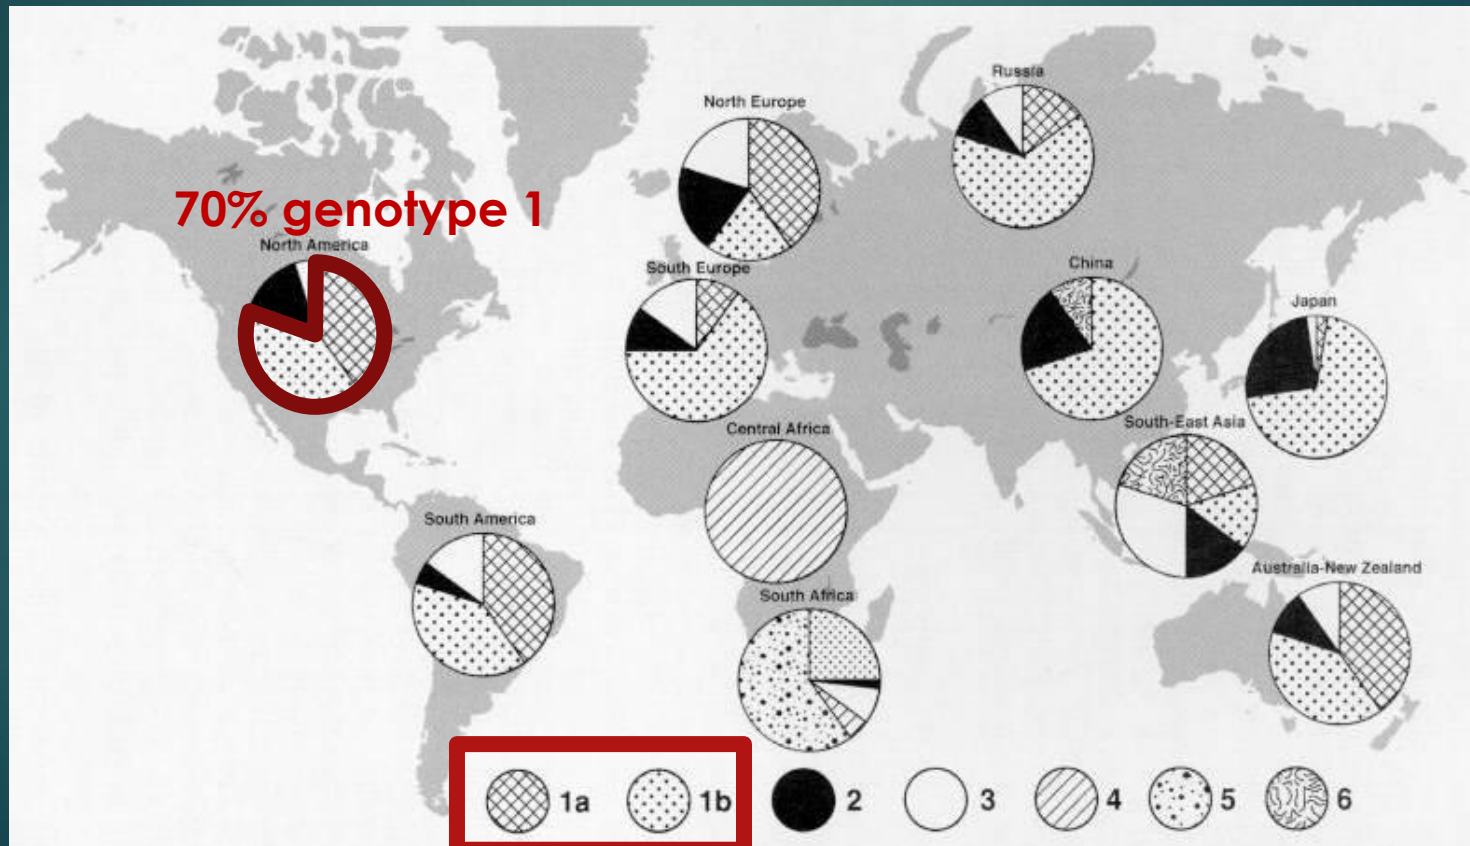 Russia
North Europe
70% genotype 1
North America
South Europe
China
Japan
South-East Asia
Central Africa
South America
Australia-New Zealand
South Africa
1a 1b 2 3 4 5 6